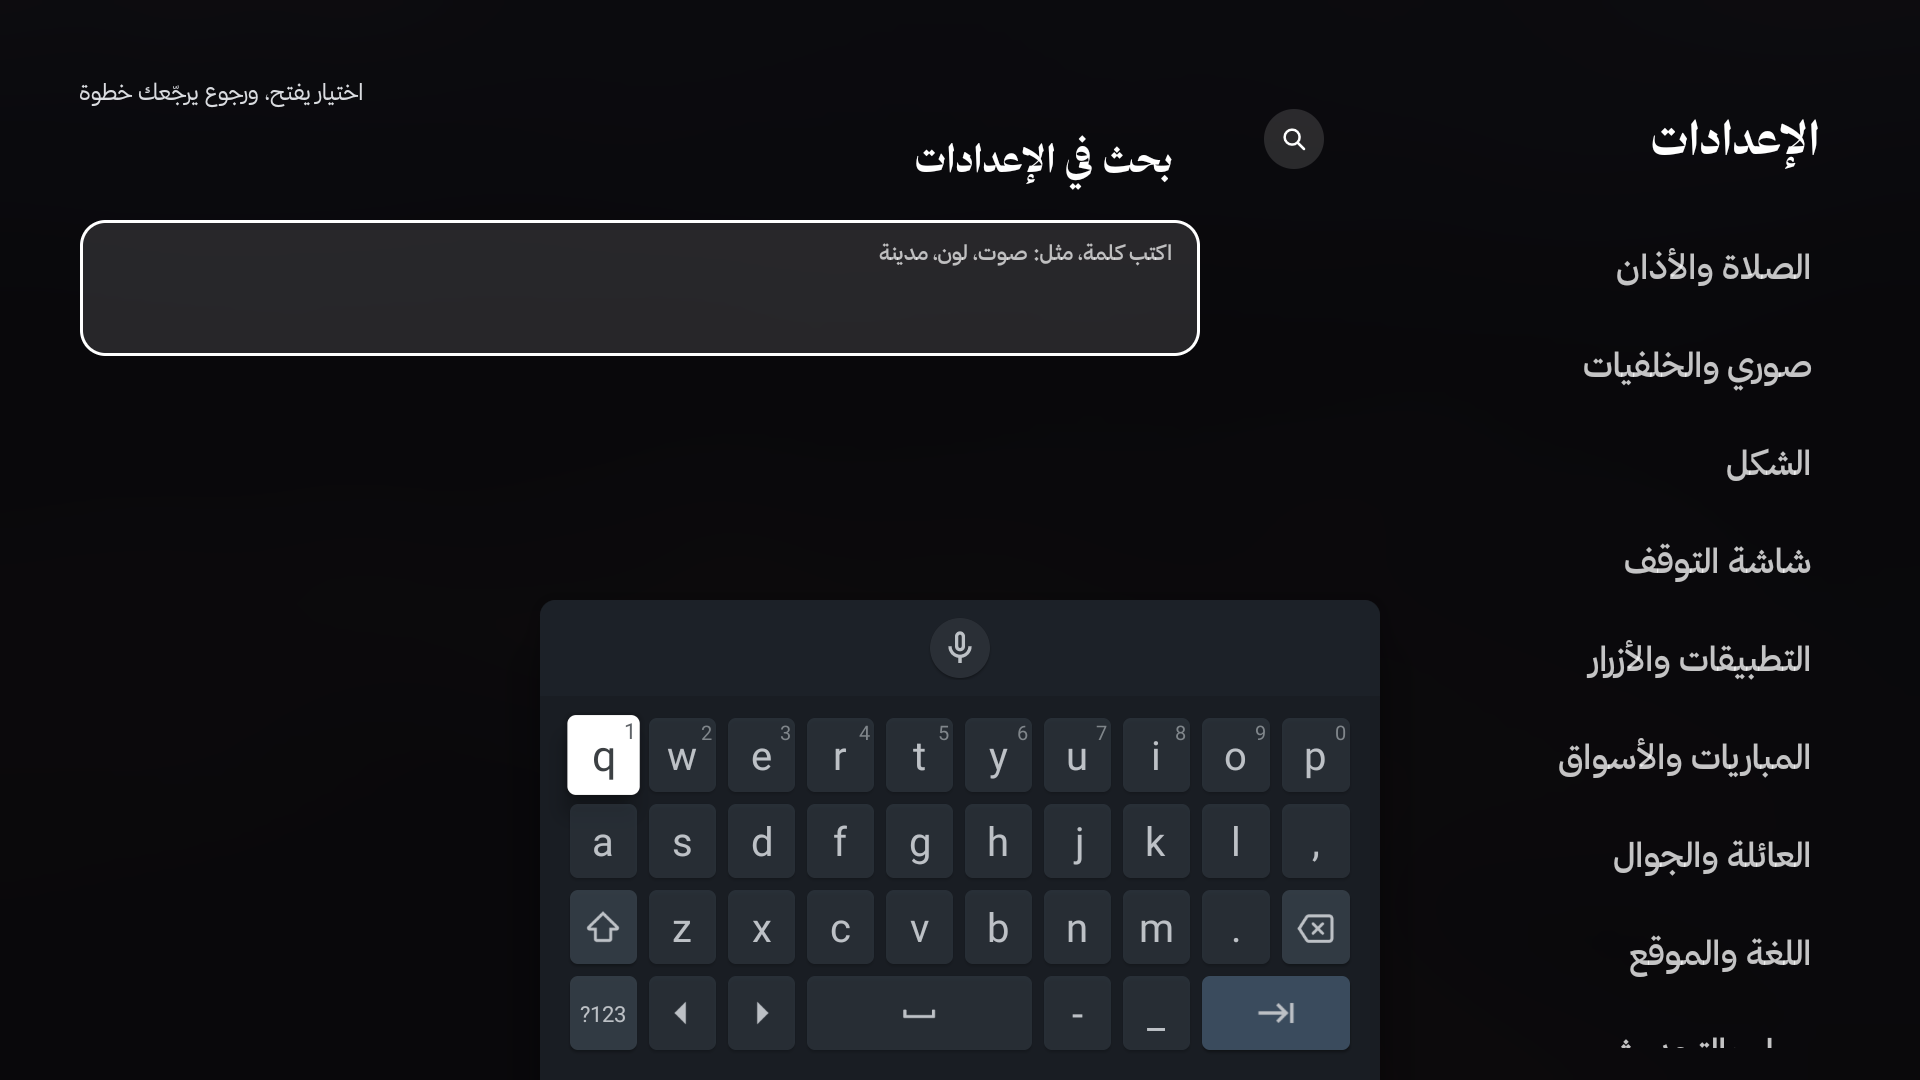 الإعدادات
الصلاة والأذان
صوري والخلفيات
الشكل
شاشة التوقف
التطبيقات والأزرار
المباريات والأسواق
العائلة والجوال
اللغة والموقع
اختيار يفتح، ورجوع يرجّعك خطوة
بحث في الإعدادات
اكتب كلمة، مثل: صوت، لون، مدينة
q 1 w 2 e 3 r 4 t 5 y 6 u 7 i 8 o 9 p 0
a s d f g h j k l ,
z x c v b n m .
?123 - _